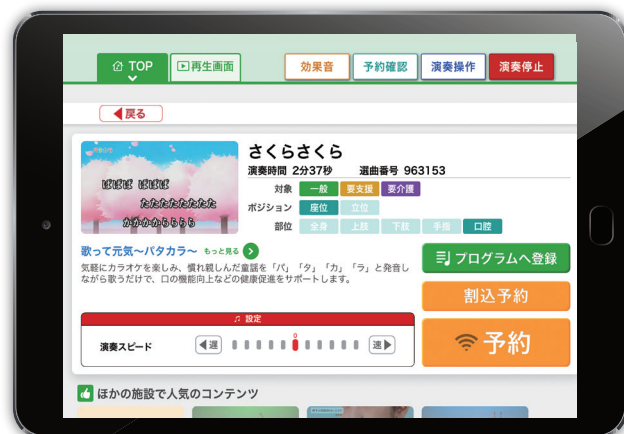 TOP
再生画面
効果音
予約確認
演奏操作
演奏停止
戻る
さくらさくら
演奏時間 2分37秒 選曲番号 963153
対象 一般 要支援 要介護
ポジション 座位 立位
部位 全身 上肢 下肢 手指 口腔
ぱぱぱ ぱぱぱ
たたたたたたたた
かかかかららら
歌って元気~パタカラ~ もっと見る
気軽にカラオケを楽しみ、慣れ親しんだ童謡を「パ」「タ」「カ」「ラ」と発音し
ながら歌うだけで、口の機能向上などの健康促進をサポートします。
プログラムへ登録
割込予約
予約
設定
演奏スピード 遅 0 速
ほかの施設で人気のコンテンツ